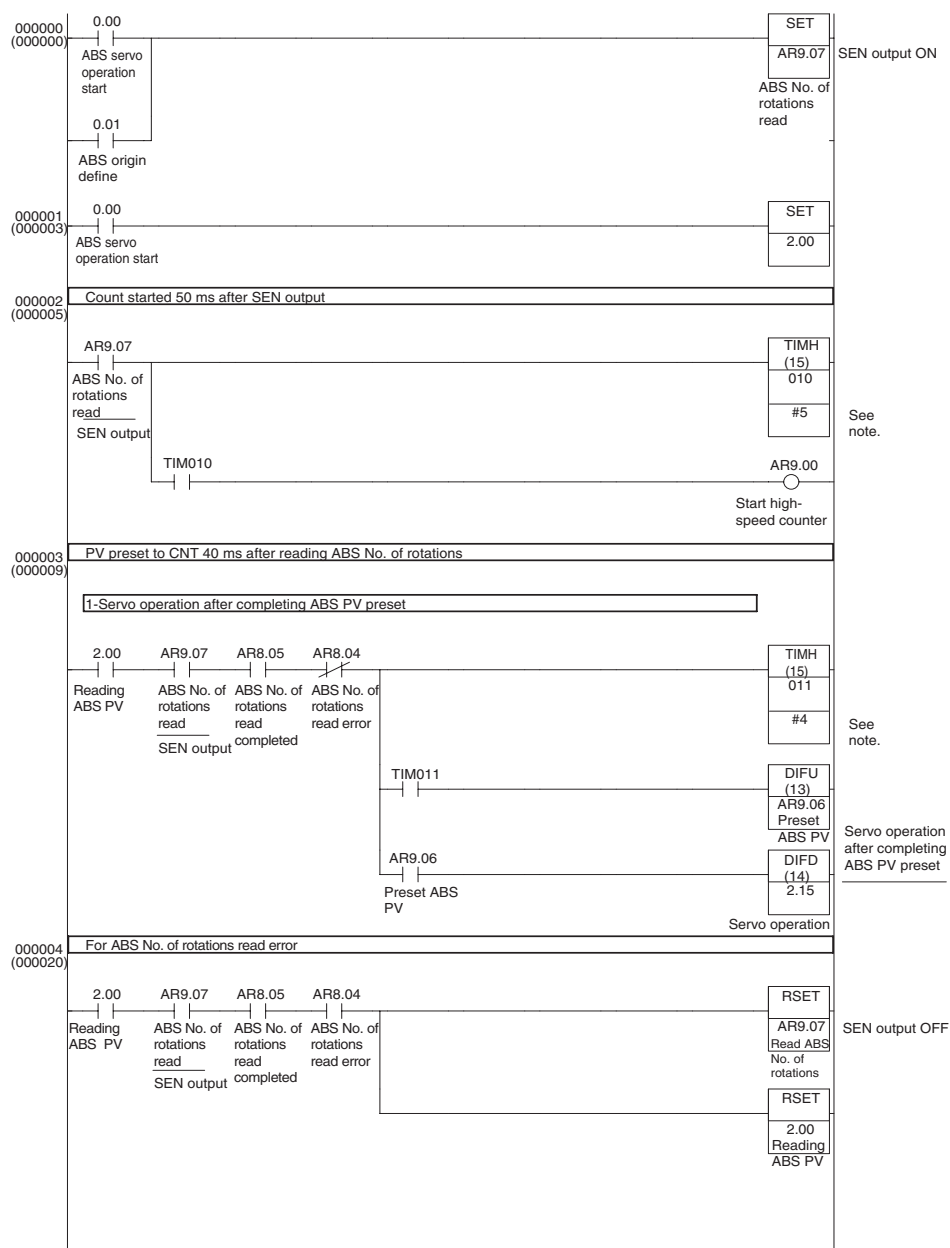 000000
(000000)
0.00
ABS servo
operation
start
SET
AR9.07
ABS No. of
rotations
read
SEN output ON
0.01
ABS origin
define
000001
(000003)
0.00
ABS servo
operation start
SET
2.00
000002
(000005)
Count started 50 ms after SEN output
AR9.07
ABS No. of
rotations
read
SEN output
TIMH
(15)
010
#5
See
note.
TIM010
AR9.00
Start high-
speed counter
000003
(000009)
PV preset to CNT 40 ms after reading ABS No. of rotations
1-Servo operation after completing ABS PV preset
2.00
Reading
ABS PV
AR9.07
ABS No. of
rotations
read
SEN output
AR8.05
ABS No. of
rotations
read
completed
AR8.04
ABS No. of
rotations
read error
TIMH
(15)
011
#4
See
note.
TIM011
DIFU
(13)
AR9.06
Preset
ABS PV
AR9.06
Preset ABS
PV
DIFD
(14)
2.15
Servo operation
Servo operation
after completing
ABS PV preset
000004
(000020)
For ABS No. of rotations read error
2.00
Reading
ABS PV
AR9.07
ABS No. of
rotations
read
SEN output
AR8.05
ABS No. of
rotations
read
completed
AR8.04
ABS No. of
rotations
read error
RSET
AR9.07
Read ABS
No. of
rotations
SEN output OFF
RSET
2.00
Reading
ABS PV